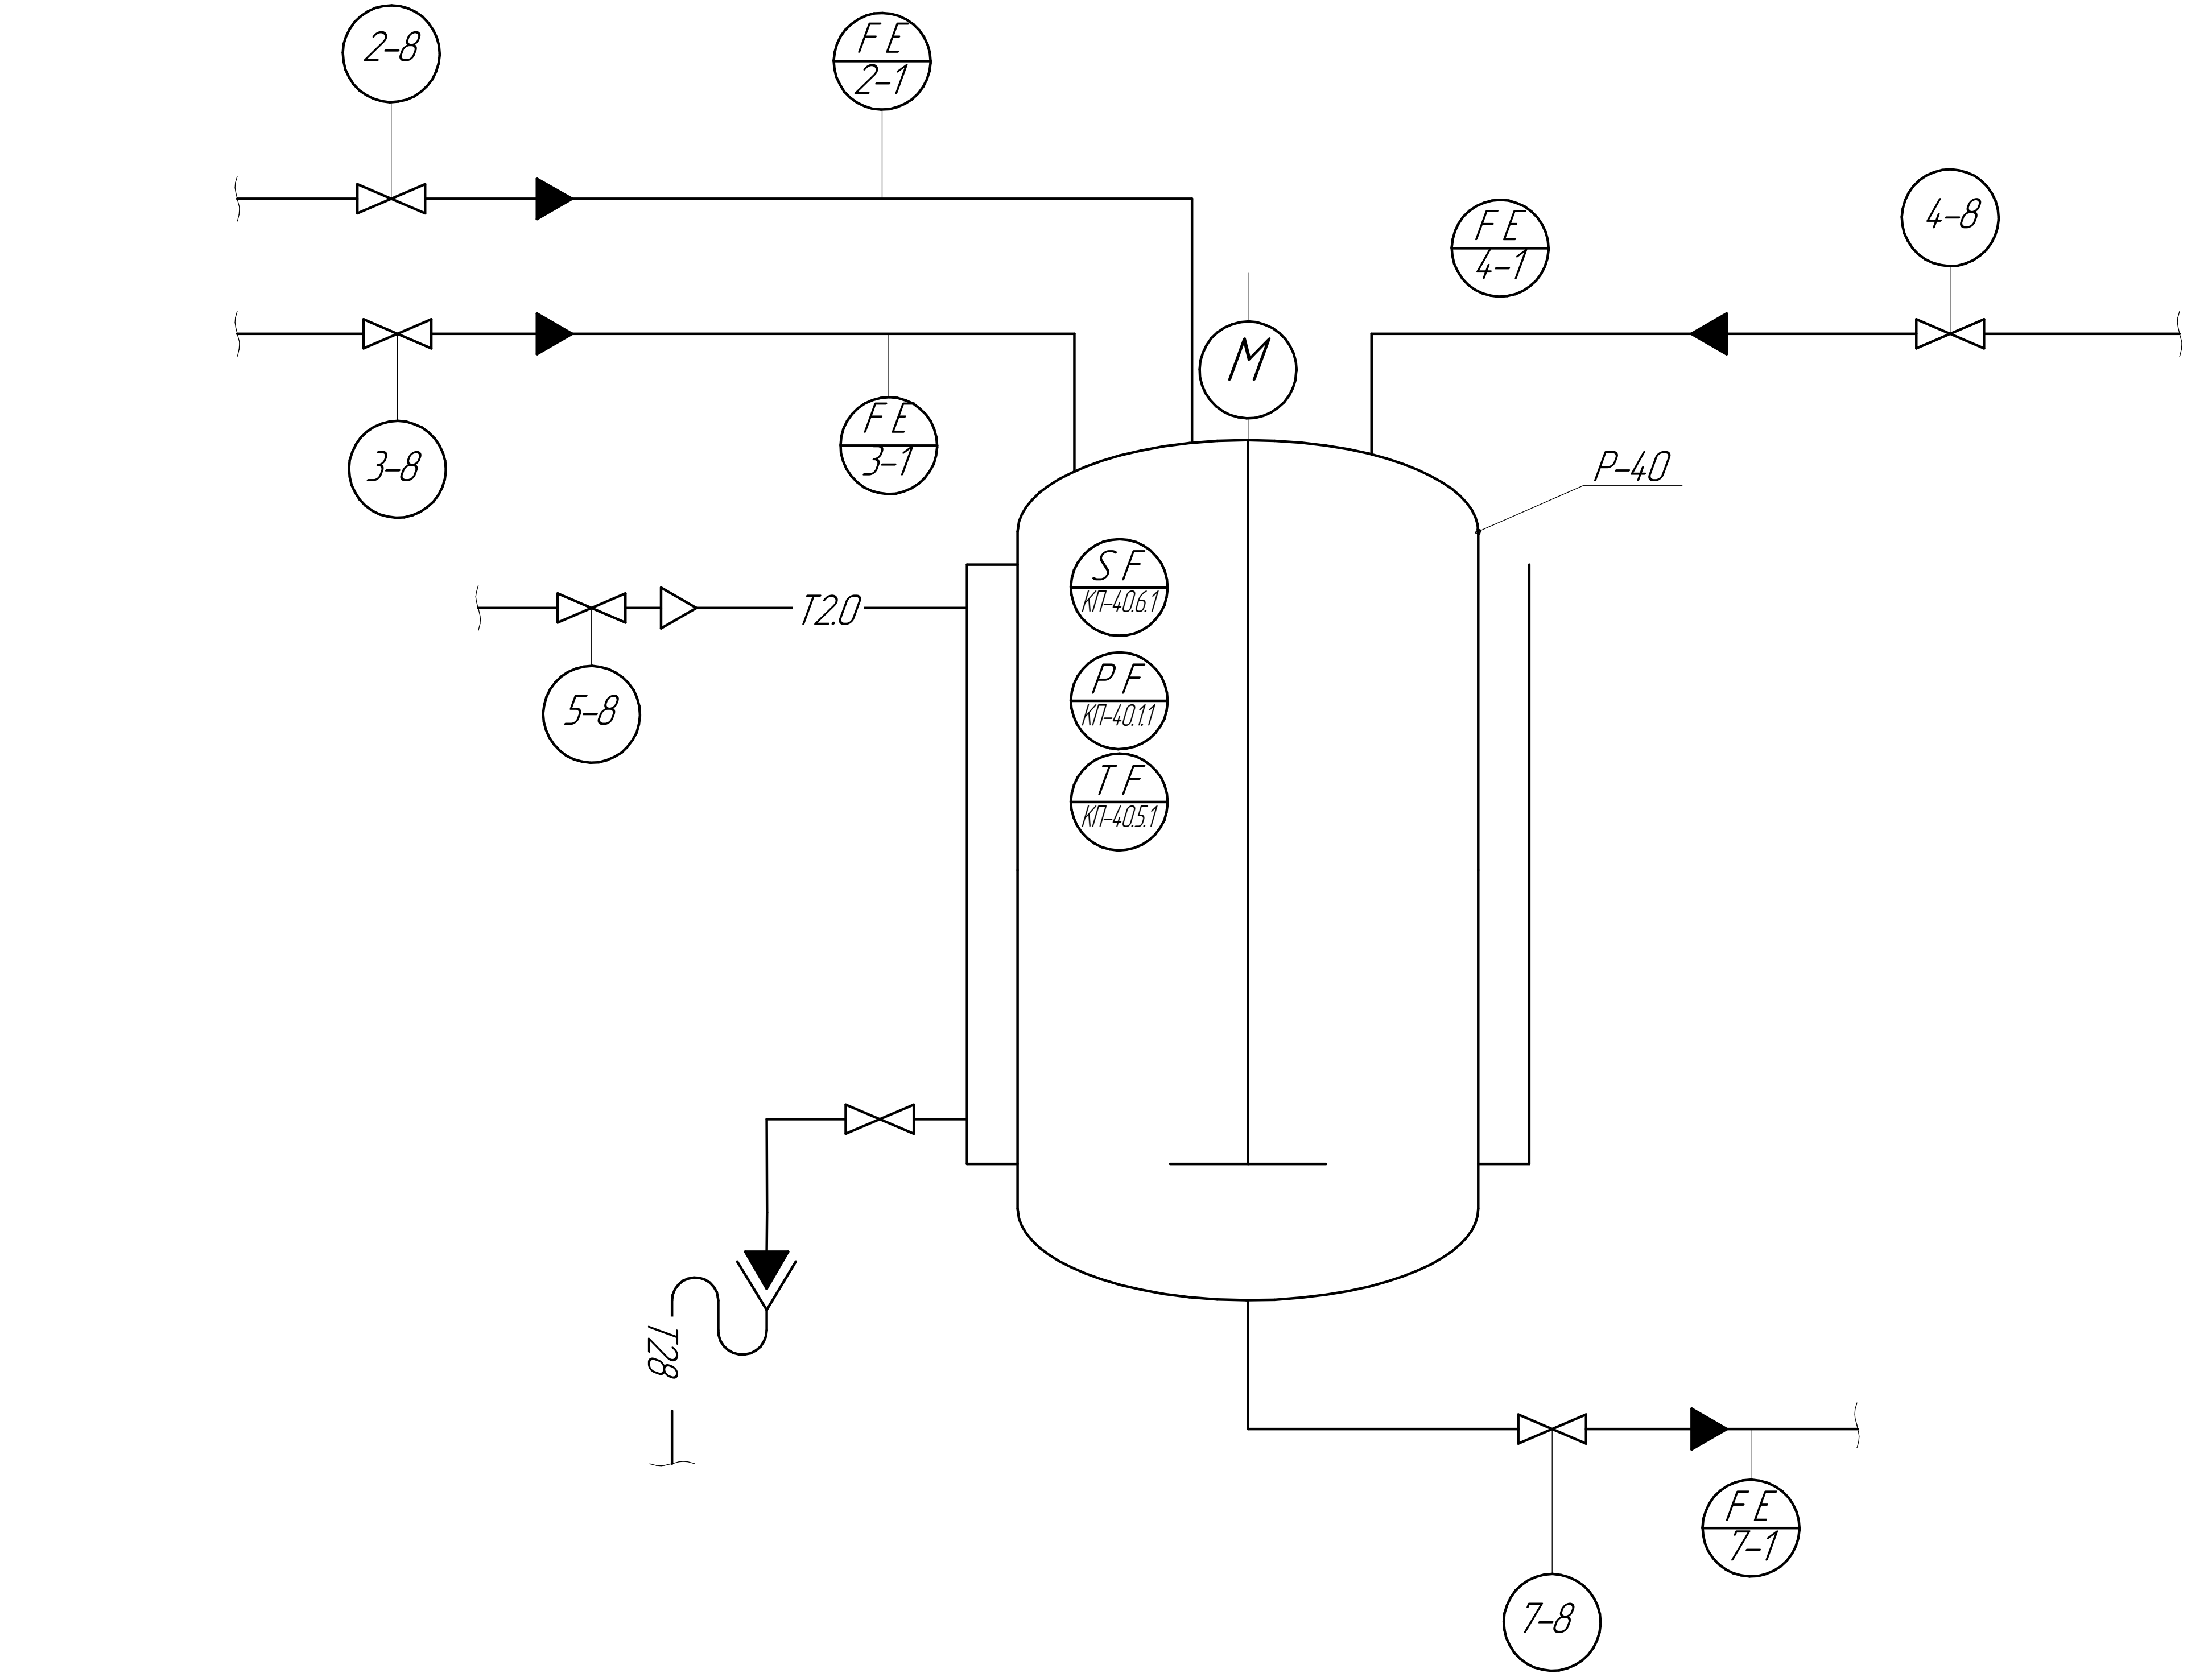 2-8
FE
2-1
FE
4-1
4-8
M
FE
3-1
3-8
P-40
SF
КП-40.6.1
T2.0
PF
КП-40.1.1
5-8
TF
КП-40.5.1
T28
FE
7-1
7-8